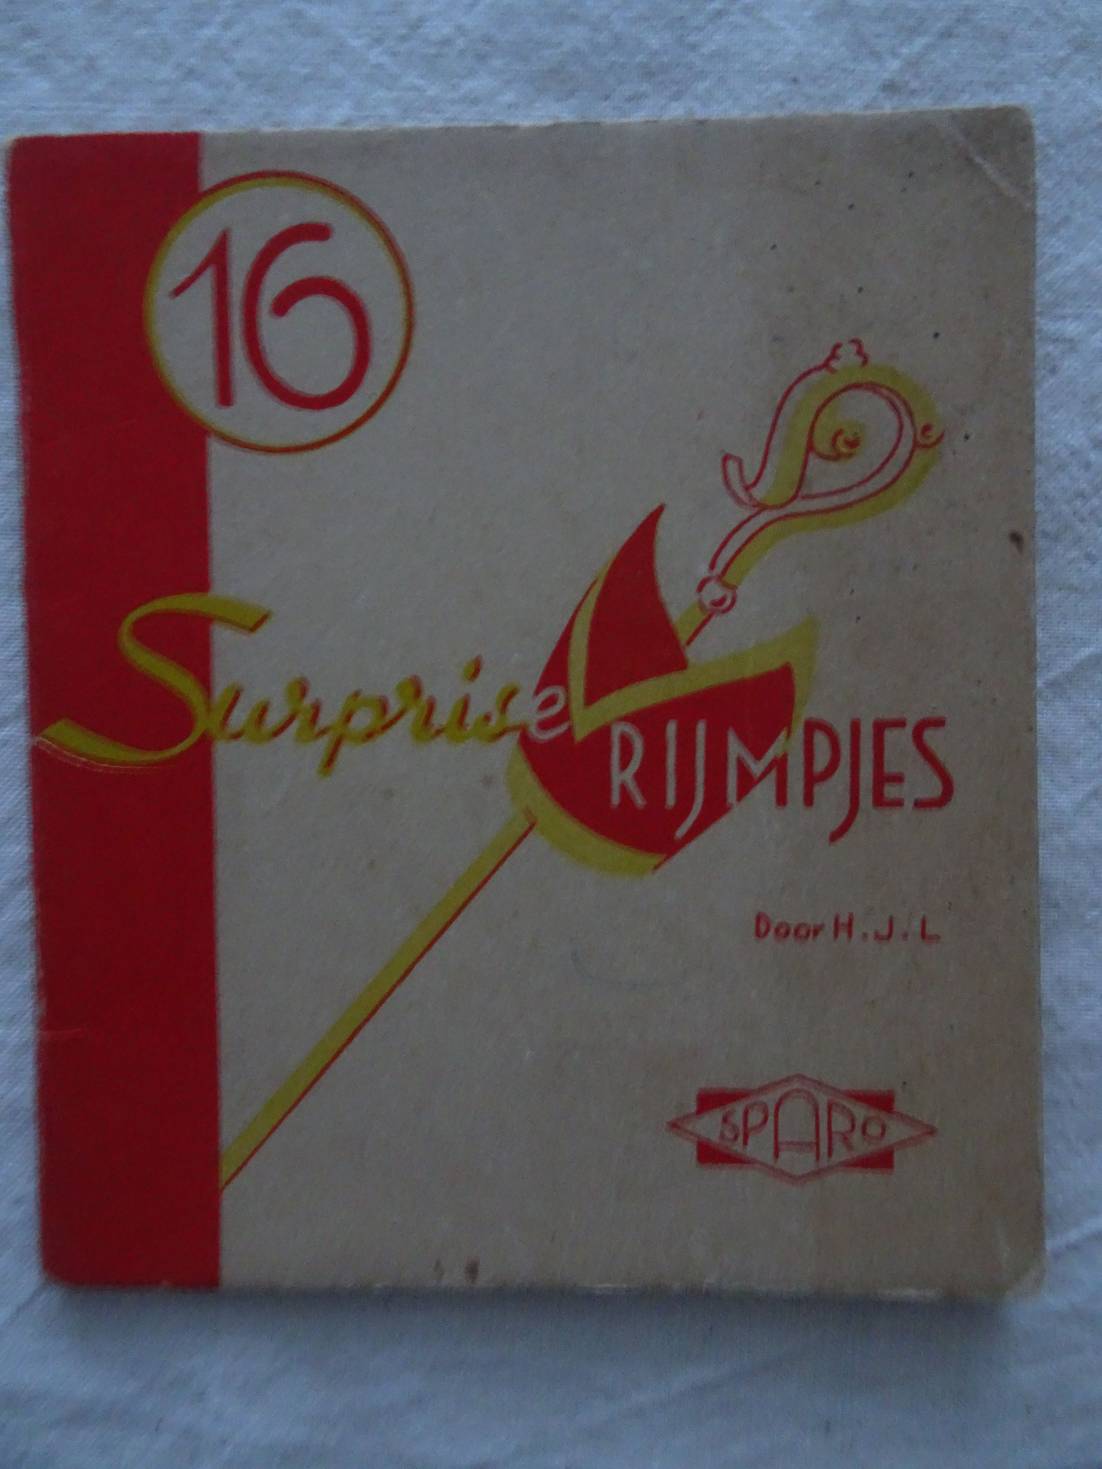 16
Surprise RIJMPJES
Door H.J.L
SPARO